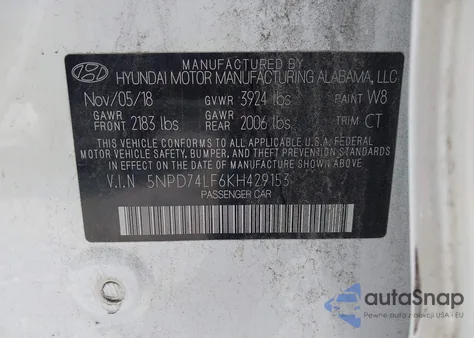 MANUFACTURED BY
HYUNDAI MOTOR MANUFACTURING ALABAMA, LLC
Nov/05/18 GVWR 3924 lbs PAINT W8
GAWR FRONT 2183 lbs GAWR REAR 2006 lbs TRIM CT
THIS VEHICLE CONFORMS TO ALL APPLICABLE U.S.A FEDERAL
MOTOR VEHICLE SAFETY, BUMPER, AND THEFT PREVENTION
STANDARDS IN EFFECT ON THE DATE OF MANUFACTURE SHOWN ABOVE.
V.I.N 5NPD74LF6KH429153
PASSENGER CAR
autoSnap
Pewne auto z aukcji USA i EU